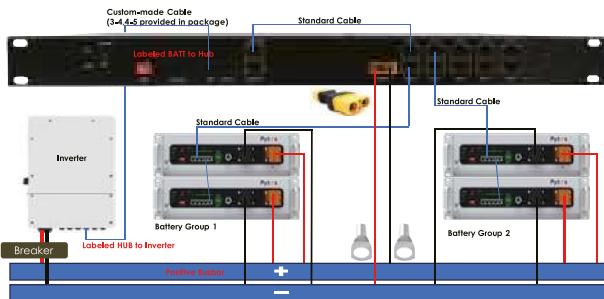 Custom-made Cable
(3-4,4-5 provided in package)
Standard Cable
Labeled BATT to Hub
Standard Cable
Standard Cable
Inverter
Pytes
Pytes
Pytes
Pytes
Battery Group 1
Battery Group 2
Labeled HUB to Inverter
Breaker
Positive Busbar
+
−